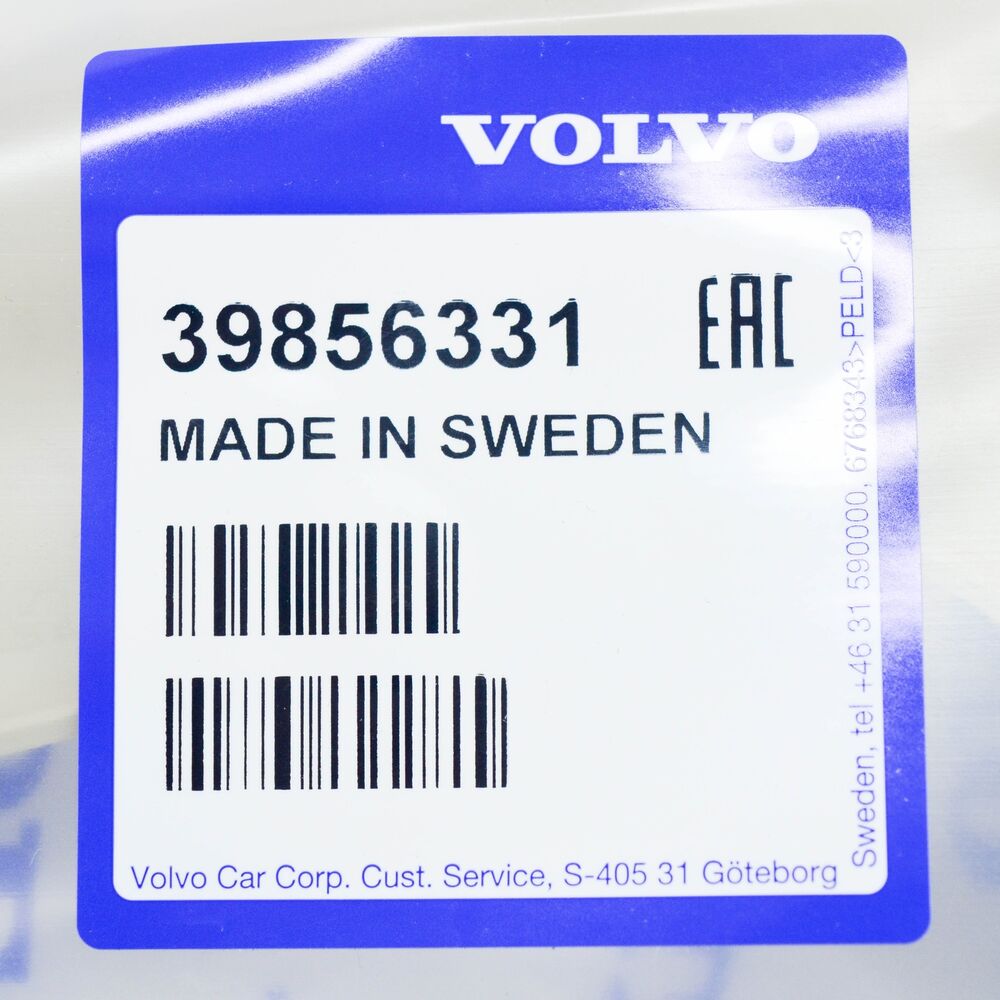 VOLVO
39856331
EAC
MADE IN SWEDEN
Volvo Car Corp. Cust. Service, S-405 31 Göteborg
Sweden, tel +46 31 590000, 6768343>PELD<3